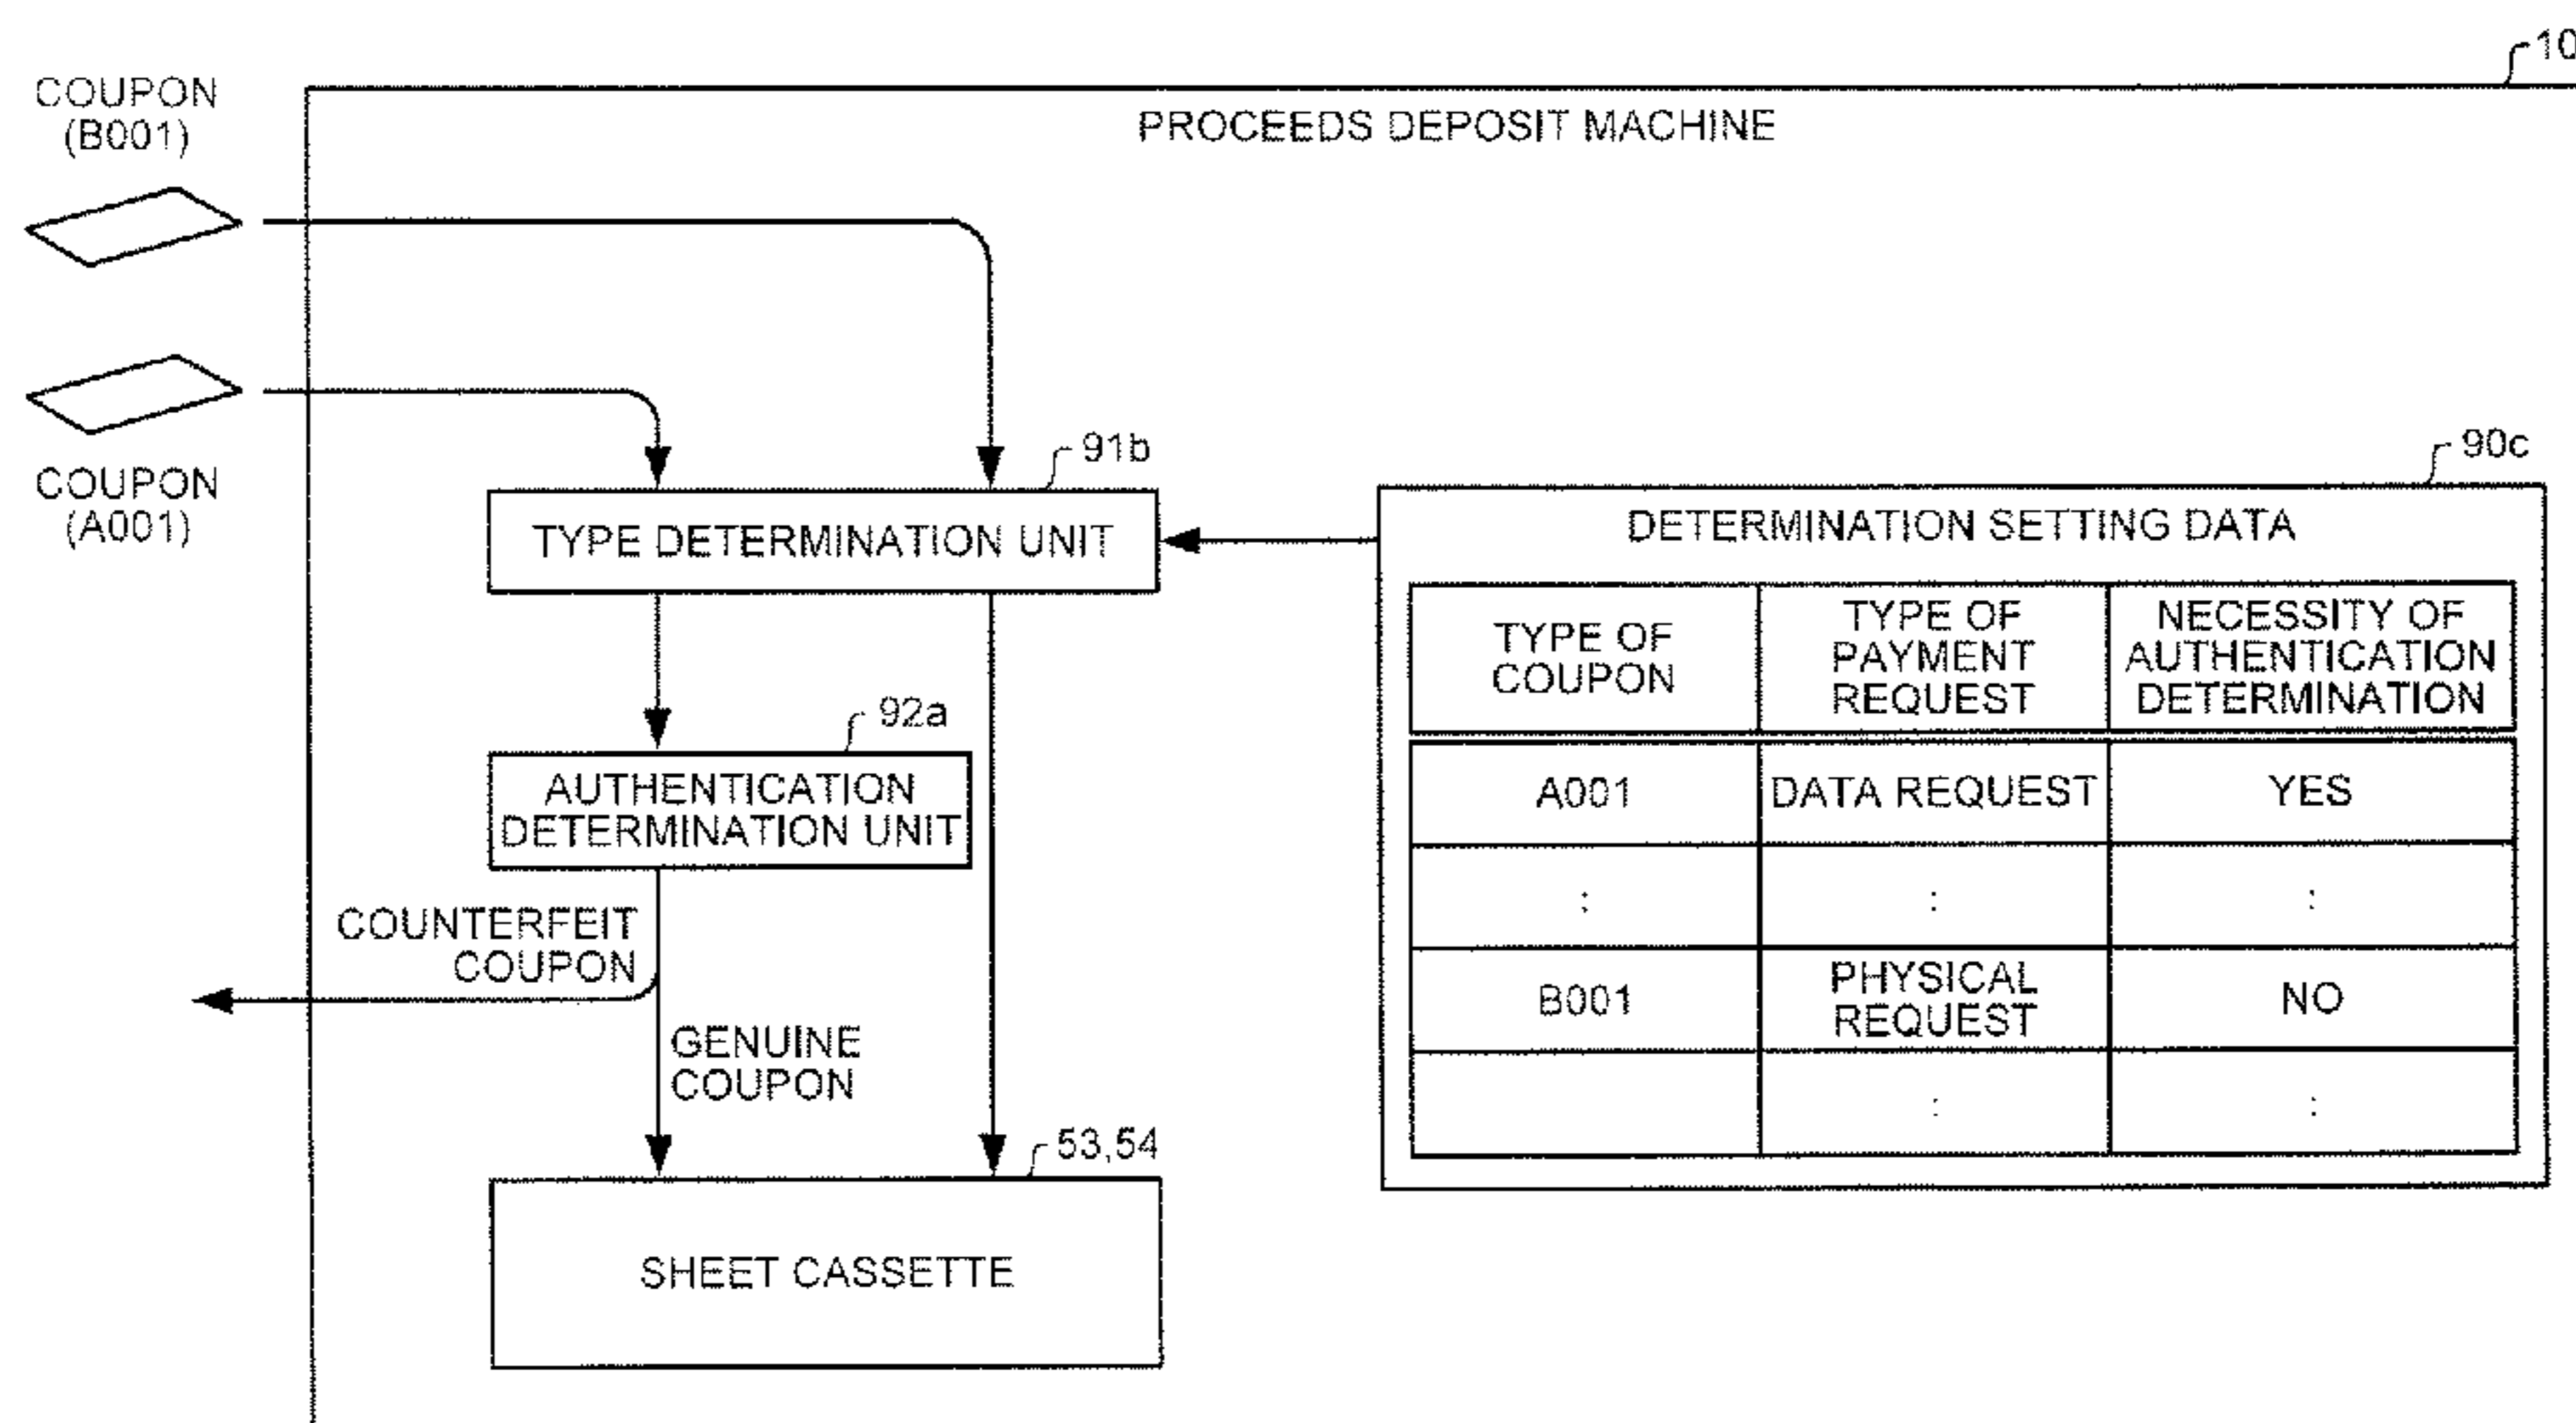 10
COUPON
(B001)
PROCEEDS DEPOSIT MACHINE
COUPON
(A001)
91b
TYPE DETERMINATION UNIT
90c
DETERMINATION SETTING DATA
TYPE OF
COUPON
TYPE OF
PAYMENT
REQUEST
NECESSITY OF
AUTHENTICATION
DETERMINATION
A001
DATA REQUEST
YES
:
:
:
B001
PHYSICAL
REQUEST
NO
:
:
92a
AUTHENTICATION
DETERMINATION UNIT
COUNTERFEIT
COUPON
GENUINE
COUPON
53,54
SHEET CASSETTE